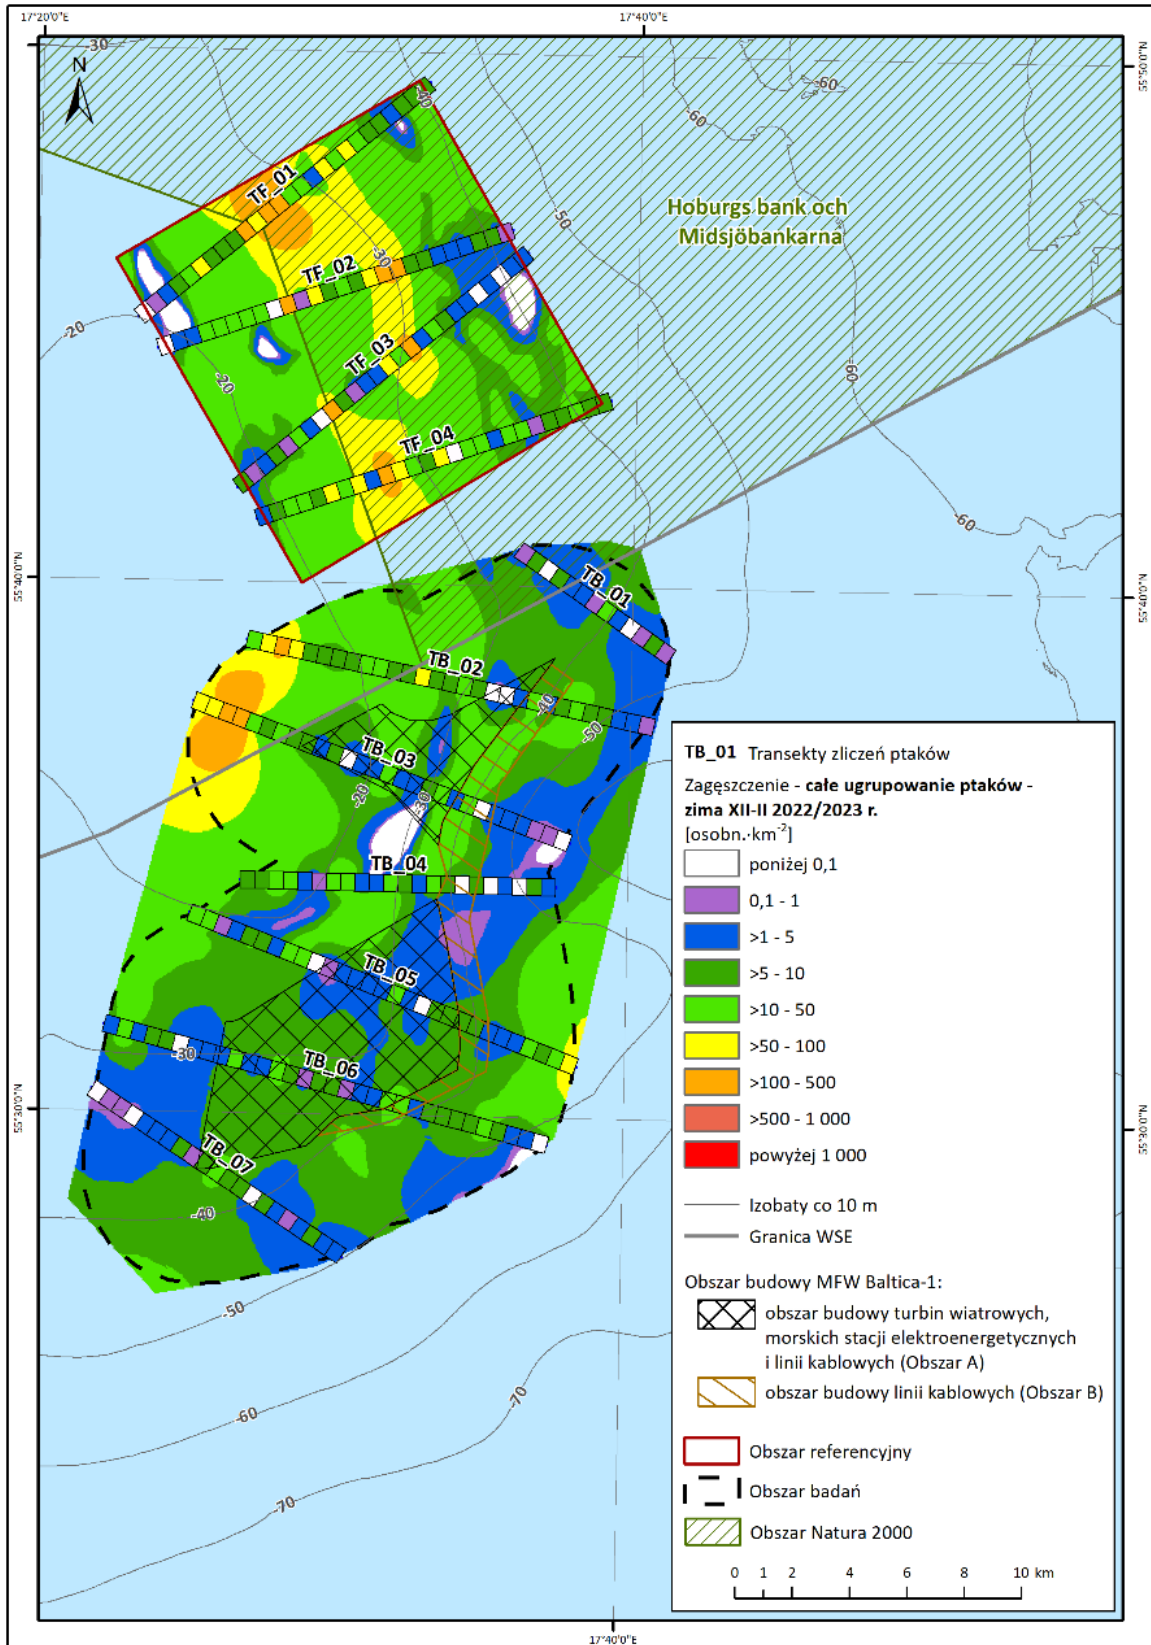 17°20'0"E
17°40'0"E
-30
N
-40
-60
-60
55°50'0"N
TF_01
-50
Hoburgs bank och
Midsjöbankarna
-30
TF_02
-20
TF_03
-20
-60
TF_04
-60
55°40'0"N
55°40'0"N
TB_01
TB_02
-40
-50
TB_03
-20
-30
TB_04
TB_05
-30
TB_06
55°30'0"N
55°30'0"N
TB_07
-40
-50
-60
-70
-70
TB_01 Transekty zliczeń ptaków
Zagęszczenie - całe ugrupowanie ptaków -
zima XII-II 2022/2023 r.
[osobn.·km-2]
poniżej 0,1
0,1 - 1
>1 - 5
>5 - 10
>10 - 50
>50 - 100
>100 - 500
>500 - 1 000
powyżej 1 000
Izobaty co 10 m
Granica WSE
Obszar budowy MFW Baltica-1:
obszar budowy turbin wiatrowych,
morskich stacji elektroenergetycznych
i linii kablowych (Obszar A)
obszar budowy linii kablowych (Obszar B)
Obszar referencyjny
Obszar badań
Obszar Natura 2000
0 1 2 4 6 8 10 km
17°40'0"E